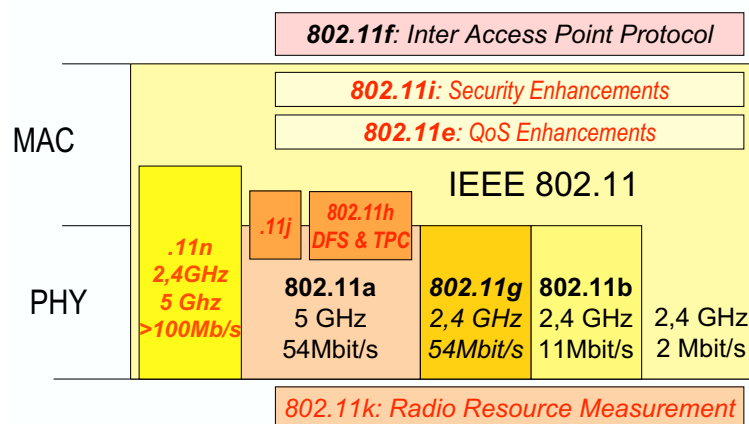 802.11f: Inter Access Point Protocol
802.11i: Security Enhancements
MAC
802.11e: QoS Enhancements
IEEE 802.11
.11n
2,4GHz
5 Ghz
>100Mb/s
.11j
802.11h
DFS & TPC
PHY
802.11a
5 GHz
54Mbit/s
802.11g
2,4 GHz
54Mbit/s
802.11b
2,4 GHz
11Mbit/s
2,4 GHz
2 Mbit/s
802.11k: Radio Resource Measurement